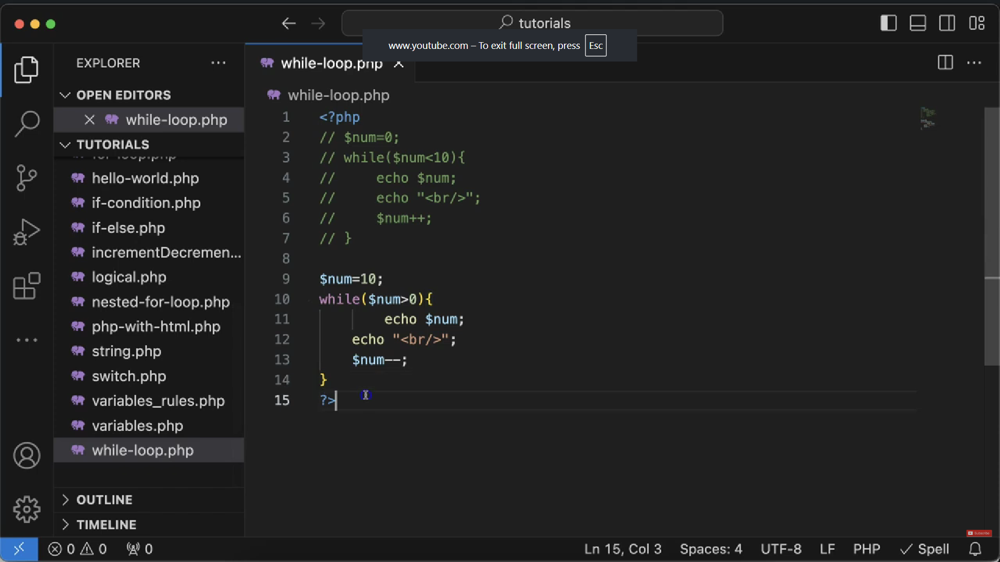 tutorials
www.youtube.com – To exit full screen, press Esc
EXPLORER
while-loop.php
OPEN EDITORS
while-loop.php
while-loop.php
TUTORIALS
for-loop.php
hello-world.php
if-condition.php
if-else.php
incrementDecremen...
logical.php
nested-for-loop.php
php-with-html.php
string.php
switch.php
variables_rules.php
variables.php
while-loop.php
OUTLINE
TIMELINE
1 <?php
2 // $num=0;
3 // while($num<10){
4 //     echo $num;
5 //     echo "<br/>";
6 //     $num++;
7 // }
8
9 $num=10;
10 while($num>0){
11         echo $num;
12     echo "<br/>";
13     $num--;
14 }
15 ?>
Subscribe
0 0 0 Ln 15, Col 3 Spaces: 4 UTF-8 LF PHP Spell